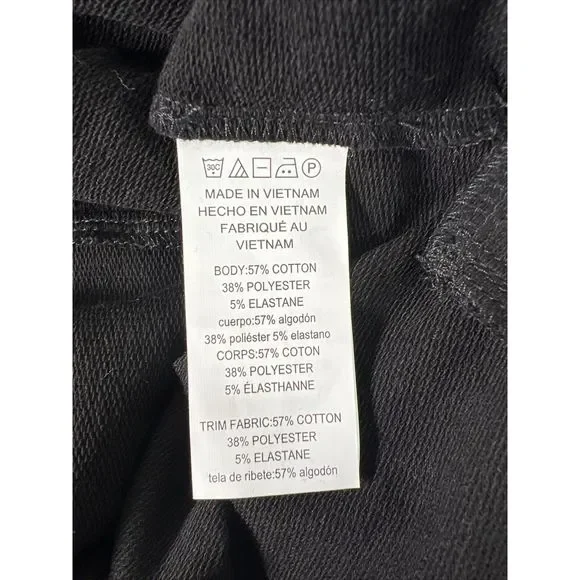 30C P
MADE IN VIETNAM
HECHO EN VIETNAM
FABRIQUÉ AU
VIETNAM
BODY:57% COTTON
38% POLYESTER
5% ELASTANE
cuerpo:57% algodón
38% poliéster 5% elastano
CORPS:57% COTON
38% POLYESTER
5% ÉLASTHANNE
TRIM FABRIC:57% COTTON
38% POLYESTER
5% ELASTANE
tela de ribete:57% algodón